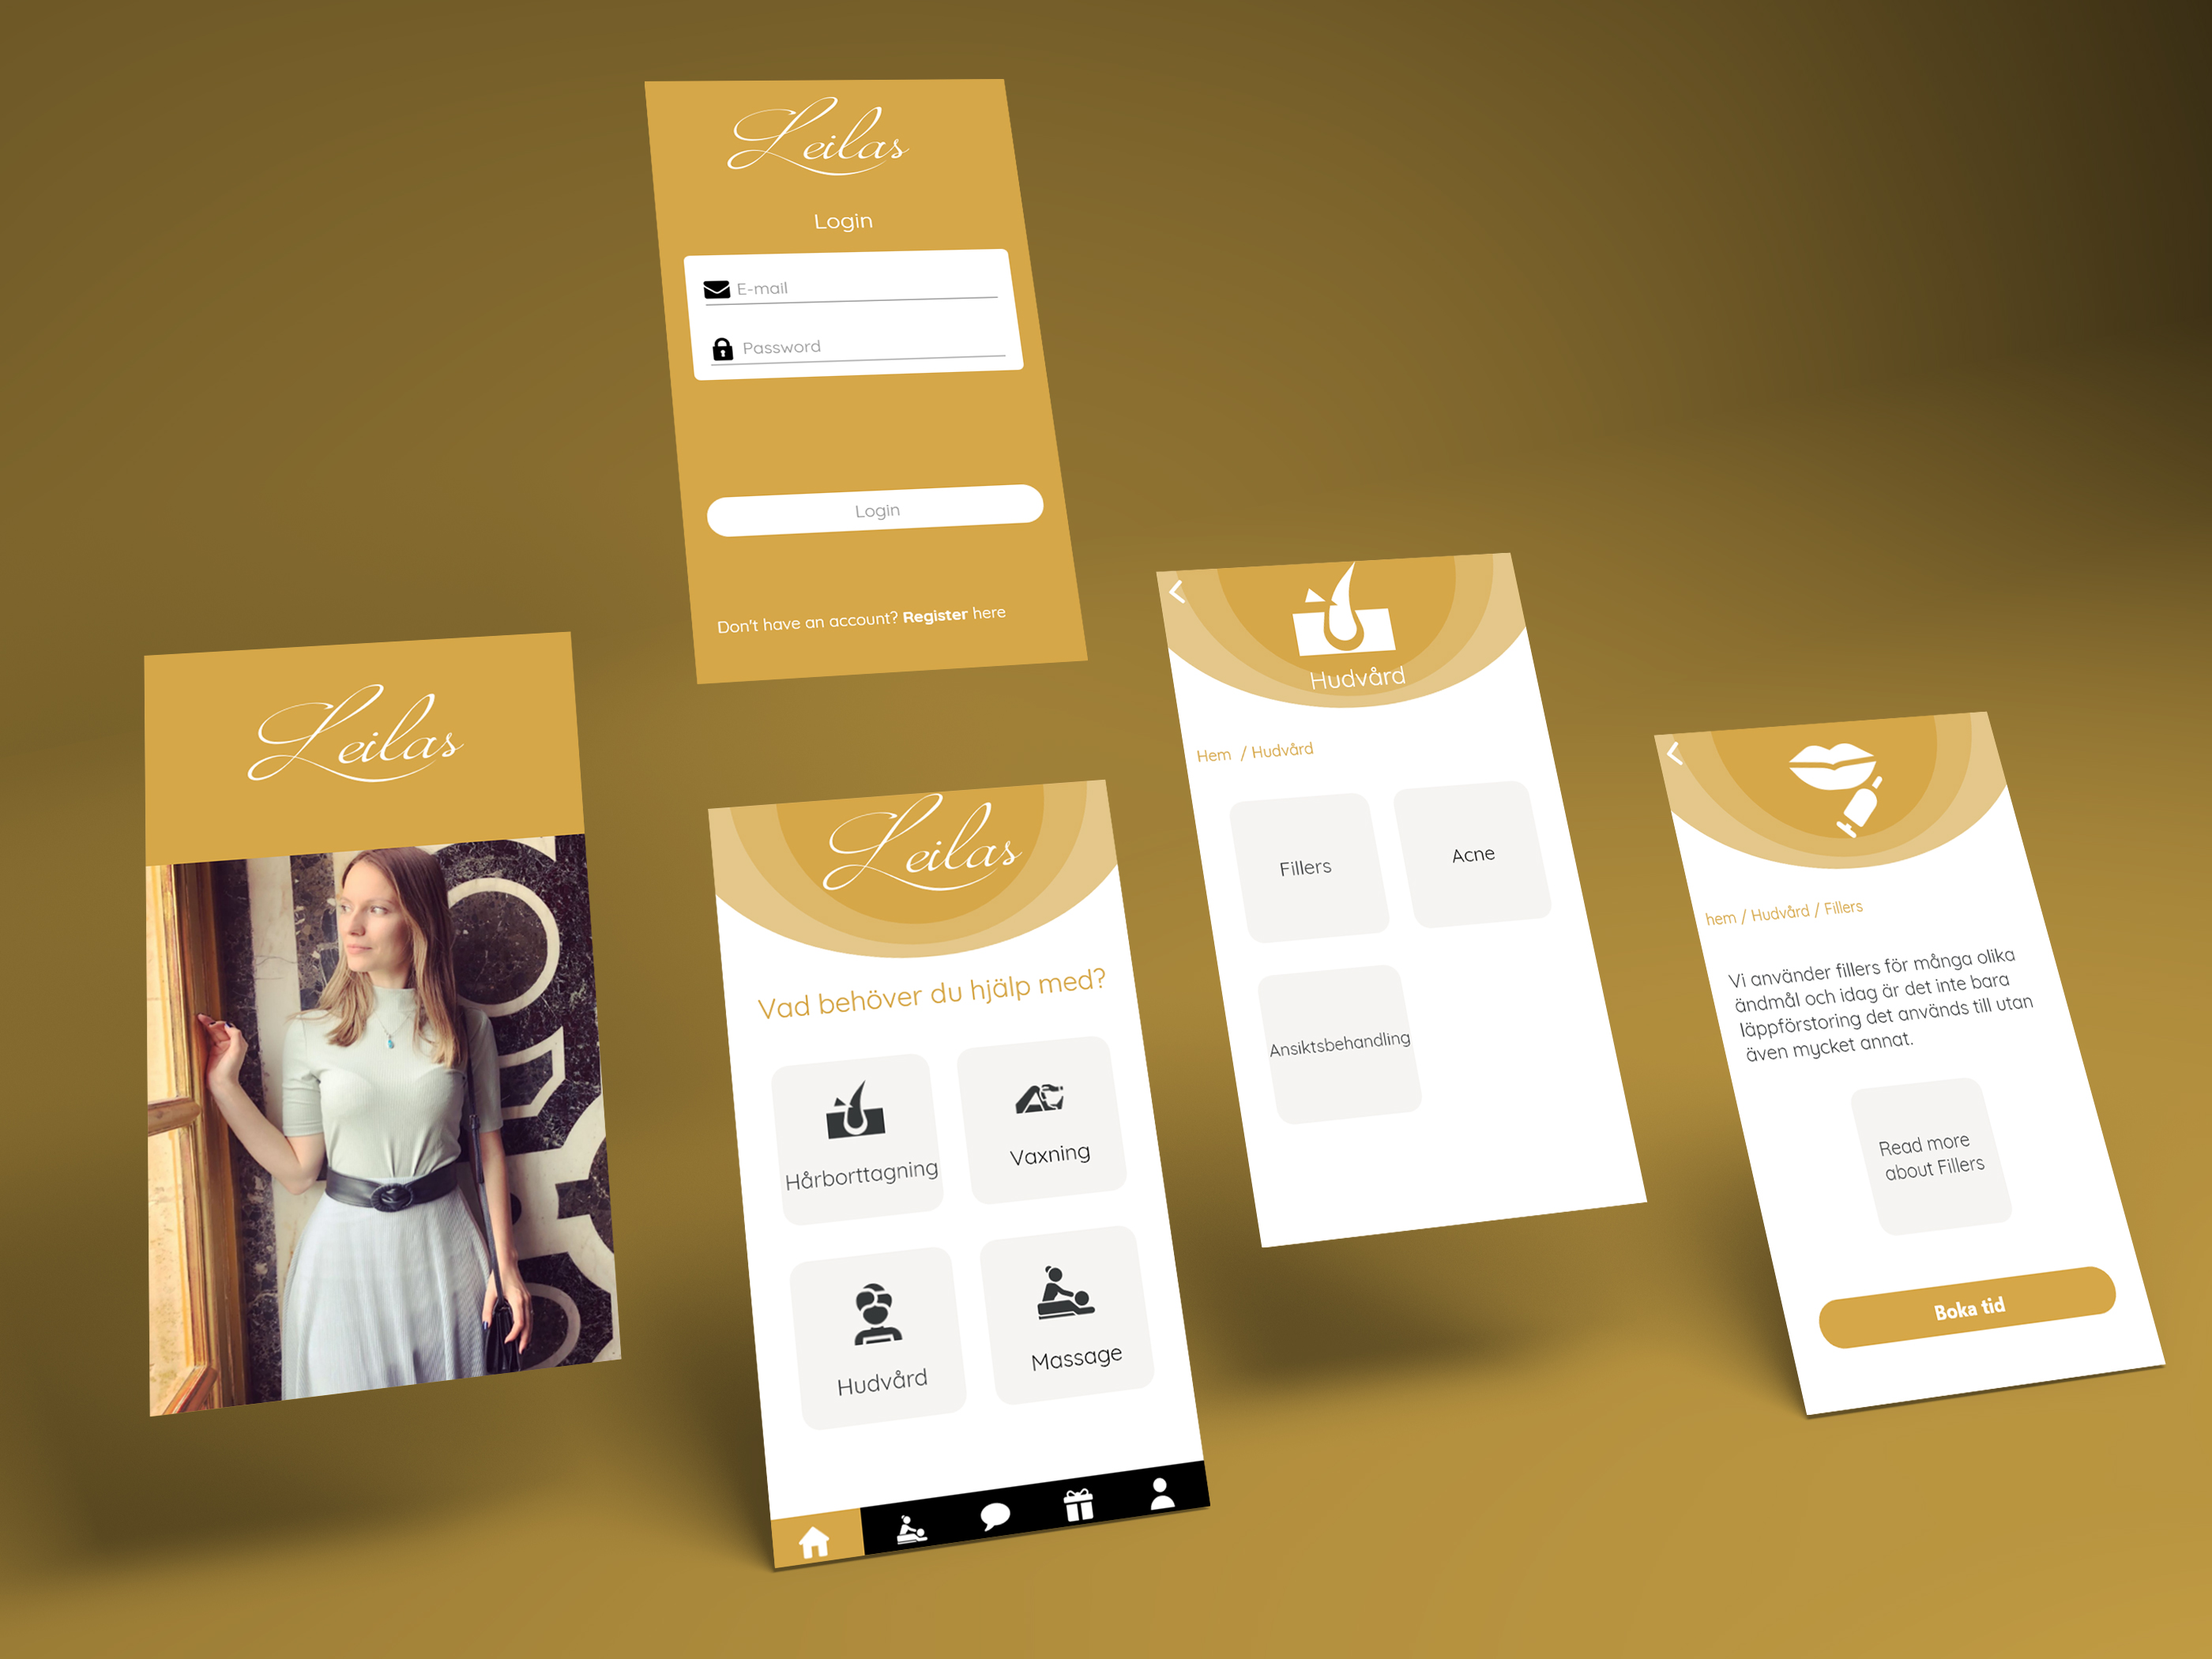 Leilas
Login
E-mail
Password
Login
Don't have an account? Register here
Leilas
Leilas
Vad behöver du hjälp med?
Hårborttagning
Vaxning
Hudvård
Massage
Hudvård
Hem / Hudvård
Fillers
Acne
Ansiktsbehandling
hem / Hudvård / Fillers
Vi använder fillers för många olika
ändmål och idag är det inte bara
läppförstoring det används till utan
även mycket annat.
Read more
about Fillers
Boka tid